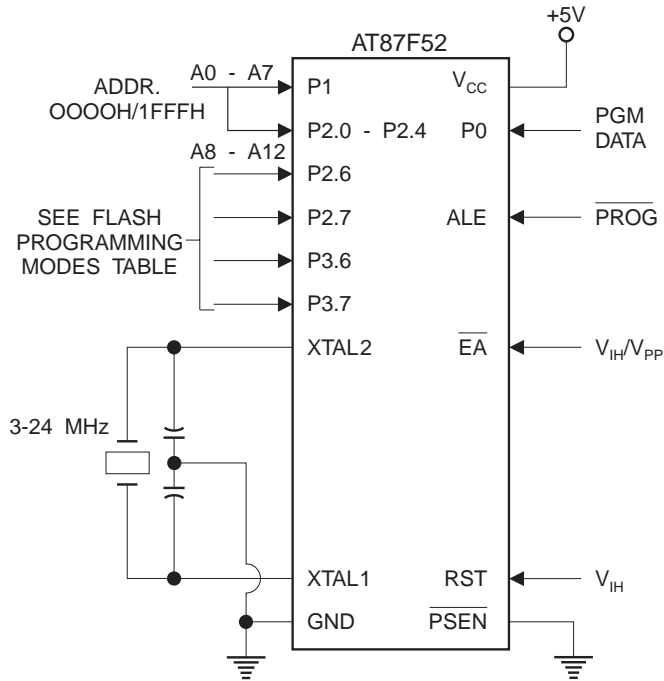 +5V
AT87F52
A0 - A7
ADDR.
OOOOH/1FFFH
P1
VCC
P2.0 - P2.4
P0
PGM
DATA
A8 - A12
P2.6
SEE FLASH
PROGRAMMING
MODES TABLE
P2.7
ALE
PROG
P3.6
P3.7
XTAL2
EA
VIH/VPP
3-24 MHz
XTAL1
RST
VIH
GND
PSEN